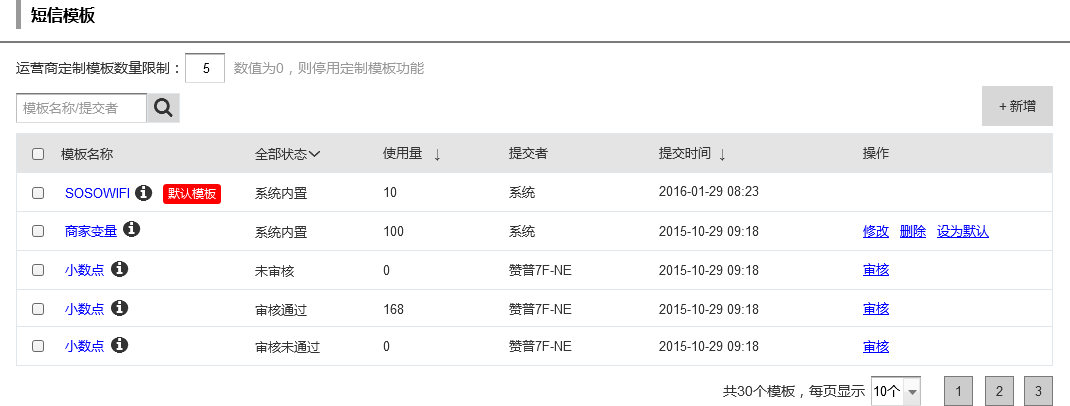 短信模板
运营商定制模板数量限制： 5 数值为0，则停用定制模板功能
模板名称/提交者
+ 新增
模板名称 全部状态 使用量 ↓ 提交者 提交时间 ↓ 操作
SOSOWIFI 默认模板 系统内置 10 系统 2016-01-29 08:23
商家变量 系统内置 100 系统 2015-10-29 09:18 修改 删除 设为默认
小数点 未审核 0 赞普7F-NE 2015-10-29 09:18 审核
小数点 审核通过 168 赞普7F-NE 2015-10-29 09:18 审核
小数点 审核未通过 0 赞普7F-NE 2015-10-29 09:18 审核
共30个模板，每页显示 10个 1 2 3